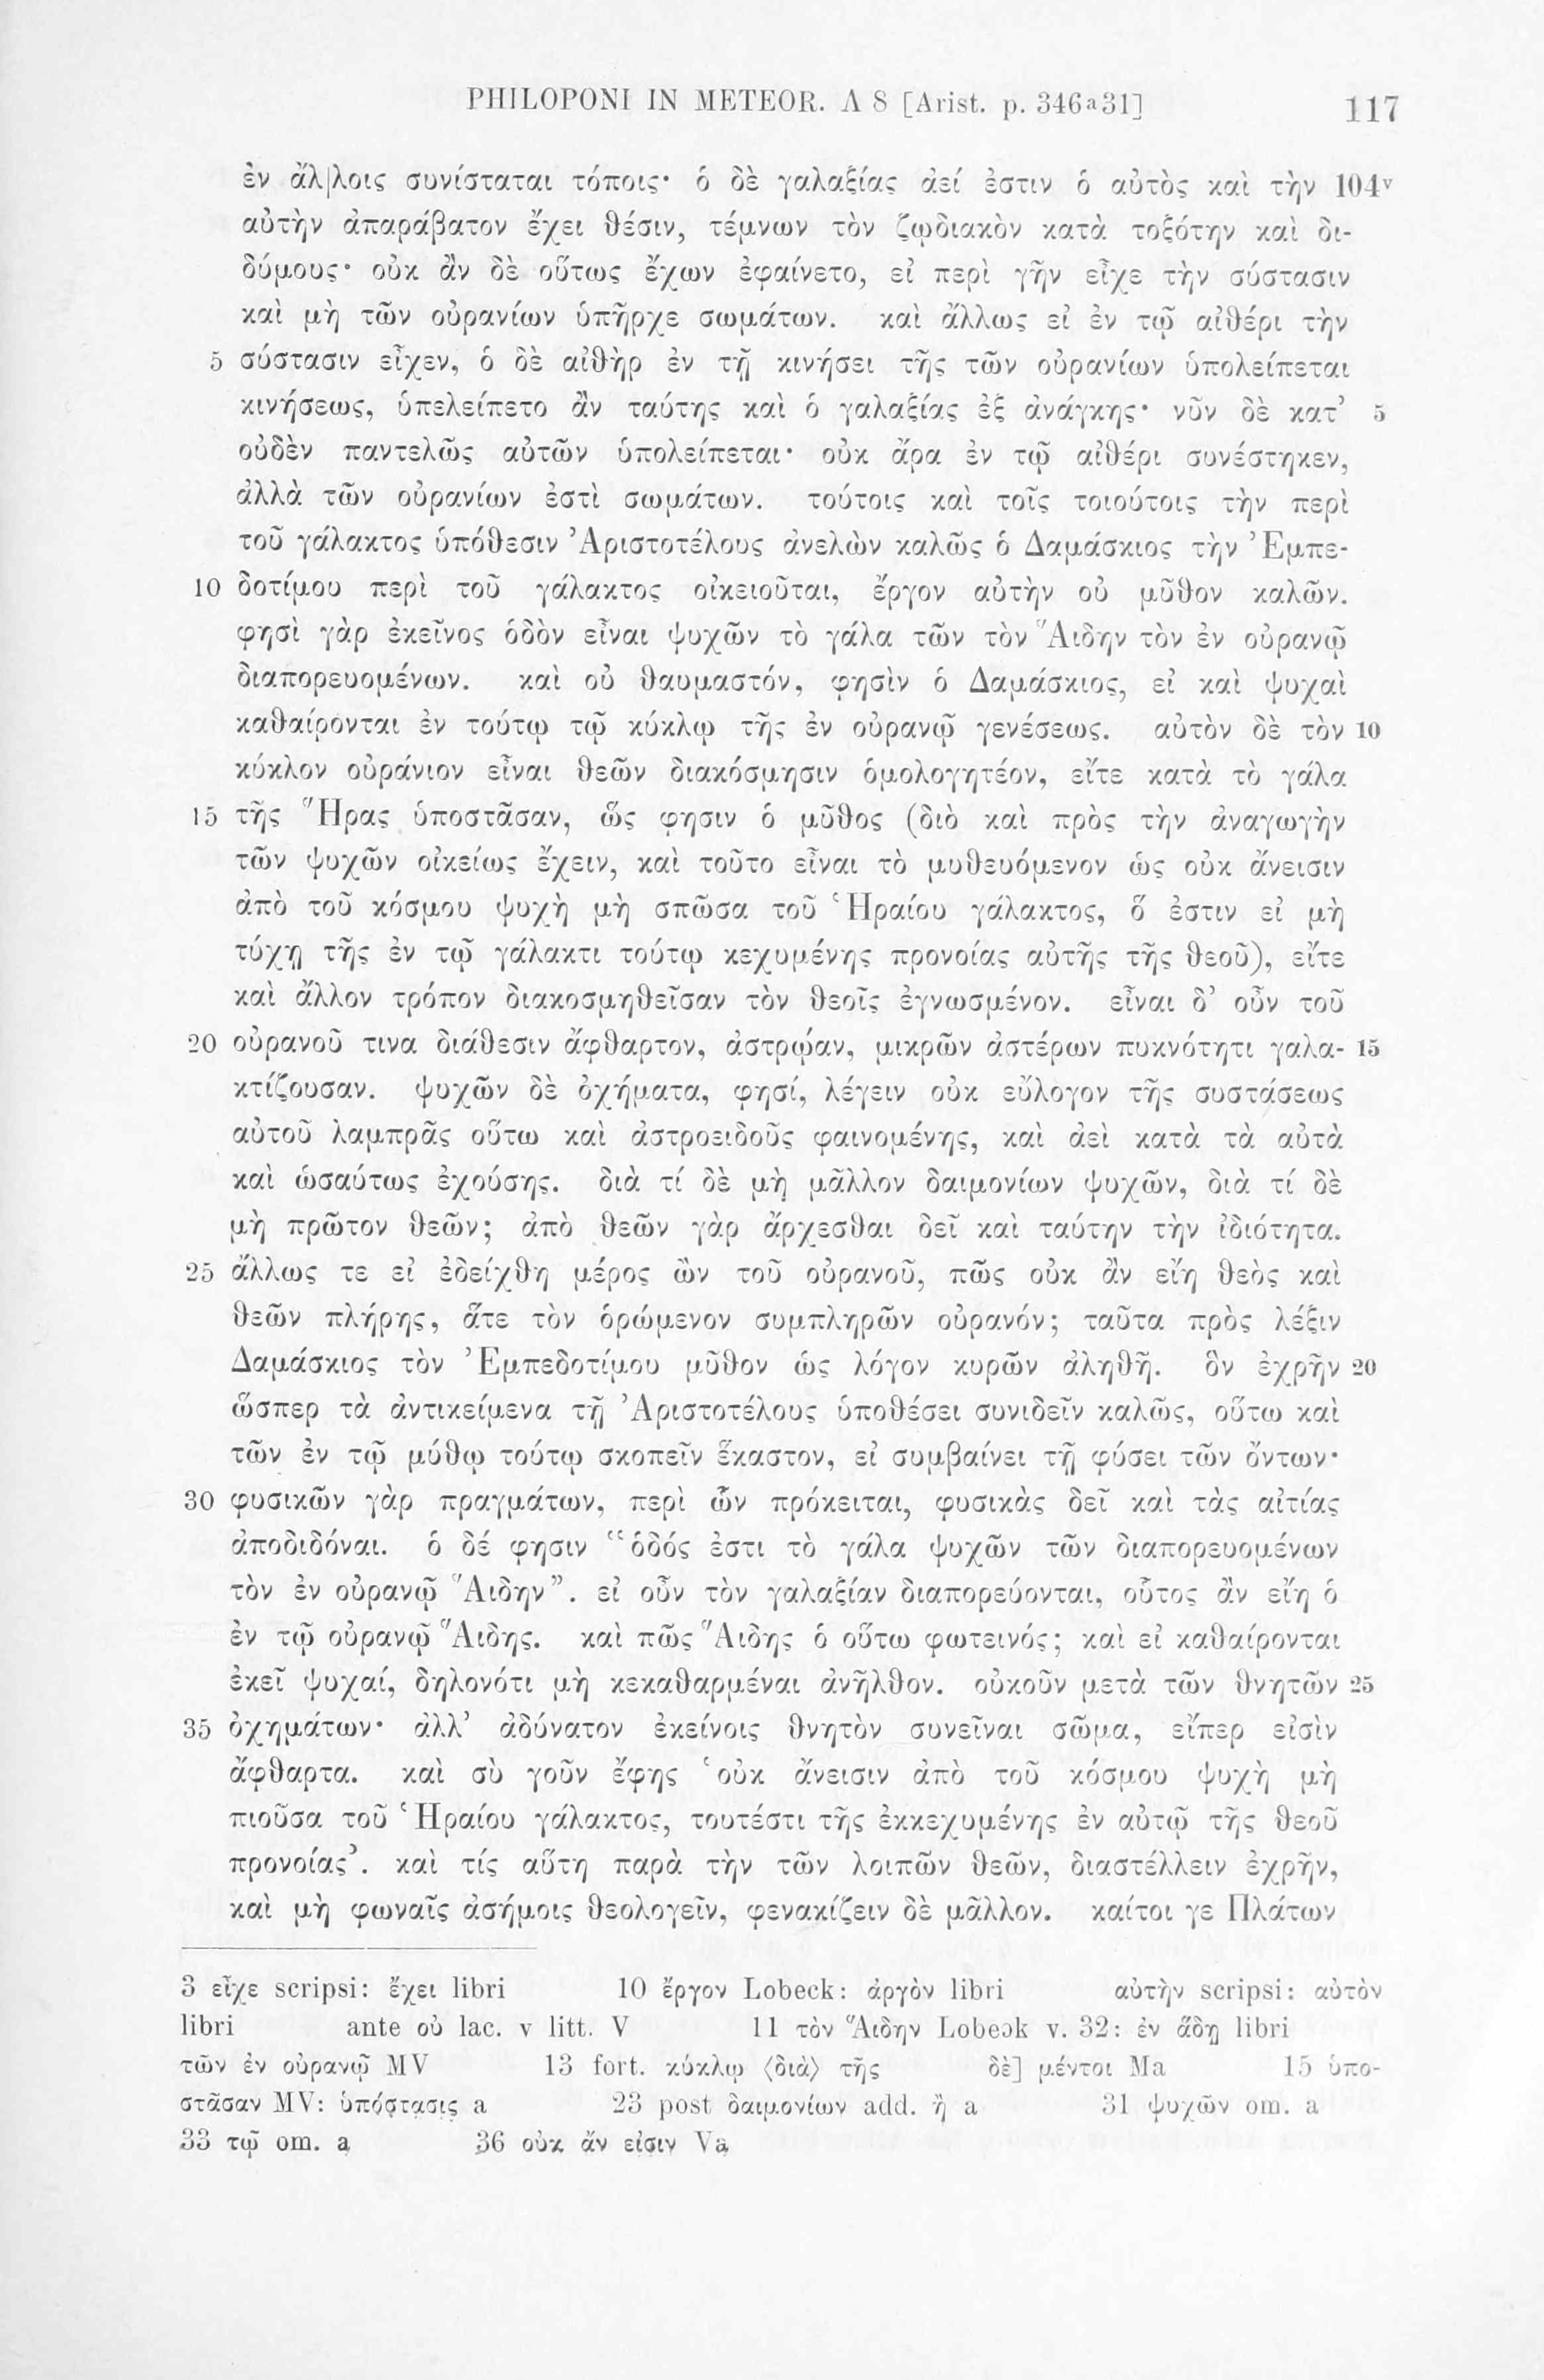 PHILOPONI IN METEOR. Α 8 [Arist. p. 346ᵃ31] 117
ἐν ἄλ|λοις συνίσταται τόποις· ὁ δὲ γαλαξίας ἀεί ἐστιν ὁ αὐτὸς καὶ τὴν 104ᵛ
αὐτὴν ἀπαράβατον ἔχει θέσιν, τέμνων τὸν ζῳδιακὸν κατὰ τοξότην καὶ δι-
δύμους· οὐκ ἂν δὲ οὕτως ἔχων ἐφαίνετο, εἰ περὶ γῆν εἶχε τὴν σύστασιν
καὶ μὴ τῶν οὐρανίων ὑπῆρχε σωμάτων. καὶ ἄλλως εἰ ἐν τῷ αἰθέρι τὴν
5 σύστασιν εἶχεν, ὁ δὲ αἰθὴρ ἐν τῇ κινήσει τῆς τῶν οὐρανίων ὑπολείπεται
κινήσεως, ὑπελείπετο ἂν ταύτης καὶ ὁ γαλαξίας ἐξ ἀνάγκης· νῦν δὲ κατ’ 5
οὐδὲν παντελῶς αὐτῶν ὑπολείπεται· οὐκ ἄρα ἐν τῷ αἰθέρι συνέστηκεν,
ἀλλὰ τῶν οὐρανίων ἐστὶ σωμάτων. τούτοις καὶ τοῖς τοιούτοις τὴν περὶ
τοῦ γάλακτος ὑπόθεσιν Ἀριστοτέλους ἀνελὼν καλῶς ὁ Δαμάσκιος τὴν Ἐμπε-
10 δοτίμου περὶ τοῦ γάλακτος οἰκειοῦται, ἔργον αὐτὴν οὐ μῦθον καλῶν.
φησὶ γὰρ ἐκεῖνος ὁδὸν εἶναι ψυχῶν τὸ γάλα τῶν τὸν Ἅιδην τὸν ἐν οὐρανῷ
διαπορευομένων. καὶ οὐ θαυμαστόν, φησὶν ὁ Δαμάσκιος, εἰ καὶ ψυχαὶ
καθαίρονται ἐν τούτῳ τῷ κύκλῳ τῆς ἐν οὐρανῷ γενέσεως. αὐτὸν δὲ τὸν 10
κύκλον οὐράνιον εἶναι θεῶν διακόσμησιν ὁμολογητέον, εἴτε κατὰ τὸ γάλα
15 τῆς Ἥρας ὑποστᾶσαν, ὥς φησιν ὁ μῦθος (διὸ καὶ πρὸς τὴν ἀναγωγὴν
τῶν ψυχῶν οἰκείως ἔχειν, καὶ τοῦτο εἶναι τὸ μυθευόμενον ὡς οὐκ ἄνεισιν
ἀπὸ τοῦ κόσμου ψυχὴ μὴ σπῶσα τοῦ Ἡραίου γάλακτος, ὅ ἐστιν εἰ μὴ
τύχῃ τῆς ἐν τῷ γάλακτι τούτῳ κεχυμένης προνοίας αὐτῆς τῆς θεοῦ), εἴτε
καὶ ἄλλον τρόπον διακοσμηθεῖσαν τὸν θεοῖς ἐγνωσμένον. εἶναι δ’ οὖν τοῦ
20 οὐρανοῦ τινα διάθεσιν ἄφθαρτον, ἀστρῴαν, μικρῶν ἀστέρων πυκνότητι γαλα- 15
κτίζουσαν. ψυχῶν δὲ ὀχήματα, φησί, λέγειν οὐκ εὔλογον τῆς συστάσεως
αὐτοῦ λαμπρᾶς οὕτω καὶ ἀστροειδοῦς φαινομένης, καὶ ἀεὶ κατὰ τὰ αὐτὰ
καὶ ὡσαύτως ἐχούσης. διὰ τί δὲ μὴ μᾶλλον δαιμονίων ψυχῶν, διὰ τί δὲ
μὴ πρῶτον θεῶν; ἀπὸ θεῶν γὰρ ἄρχεσθαι δεῖ καὶ ταύτην τὴν ἰδιότητα.
25 ἄλλως τε εἰ ἐδείχθη μέρος ὢν τοῦ οὐρανοῦ, πῶς οὐκ ἂν εἴη θεὸς καὶ
θεῶν πλήρης, ἅτε τὸν ὁρώμενον συμπληρῶν οὐρανόν; ταῦτα πρὸς λέξιν
Δαμάσκιος τὸν Ἐμπεδοτίμου μῦθον ὡς λόγον κυρῶν ἀληθῆ. ὃν ἐχρῆν 20
ὥσπερ τὰ ἀντικείμενα τῇ Ἀριστοτέλους ὑποθέσει συνιδεῖν καλῶς, οὕτω καὶ
τῶν ἐν τῷ μύθῳ τούτῳ σκοπεῖν ἕκαστον, εἰ συμβαίνει τῇ φύσει τῶν ὄντων·
30 φυσικῶν γὰρ πραγμάτων, περὶ ὧν πρόκειται, φυσικὰς δεῖ καὶ τὰς αἰτίας
ἀποδιδόναι. ὁ δέ φησιν “ὁδός ἐστι τὸ γάλα ψυχῶν τῶν διαπορευομένων
τὸν ἐν οὐρανῷ Ἅιδην”. εἰ οὖν τὸν γαλαξίαν διαπορεύονται, οὗτος ἂν εἴη ὁ
ἐν τῷ οὐρανῷ Ἅιδης. καὶ πῶς Ἅιδης ὁ οὕτω φωτεινός; καὶ εἰ καθαίρονται
ἐκεῖ ψυχαί, δηλονότι μὴ κεκαθαρμέναι ἀνῆλθον. οὐκοῦν μετὰ τῶν θνητῶν 25
35 ὀχημάτων· ἀλλ’ ἀδύνατον ἐκείνοις θνητὸν συνεῖναι σῶμα, εἴπερ εἰσὶν
ἄφθαρτα. καὶ σὺ γοῦν ἔφης ‘οὐκ ἄνεισιν ἀπὸ τοῦ κόσμου ψυχὴ μὴ
πιοῦσα τοῦ Ἡραίου γάλακτος, τουτέστι τῆς ἐκκεχυμένης ἐν αὐτῷ τῆς θεοῦ
προνοίας’. καὶ τίς αὕτη παρὰ τὴν τῶν λοιπῶν θεῶν, διαστέλλειν ἐχρῆν,
καὶ μὴ φωναῖς ἀσήμοις θεολογεῖν, φενακίζειν δὲ μᾶλλον. καίτοι γε Πλάτων
3 εἶχε scripsi: ἔχει libri 10 ἔργον Lobeck: ἀργὸν libri αὐτὴν scripsi: αὐτὸν
libri ante οὐ lac. v litt. V 11 τὸν Ἅιδην Lobeck v. 32: ἐν ἅδῃ libri
τῶν ἐν οὐρανῷ MV 13 fort. κύκλῳ ⟨διὰ⟩ τῆς δὲ] μέντοι Ma 15 ὑπο-
στᾶσαν MV: ὑπόστασις a 23 post δαιμονίων add. ἢ a 31 ψυχῶν om. a
33 τῷ om. a 36 οὐκ ἄν εἰσιν Va